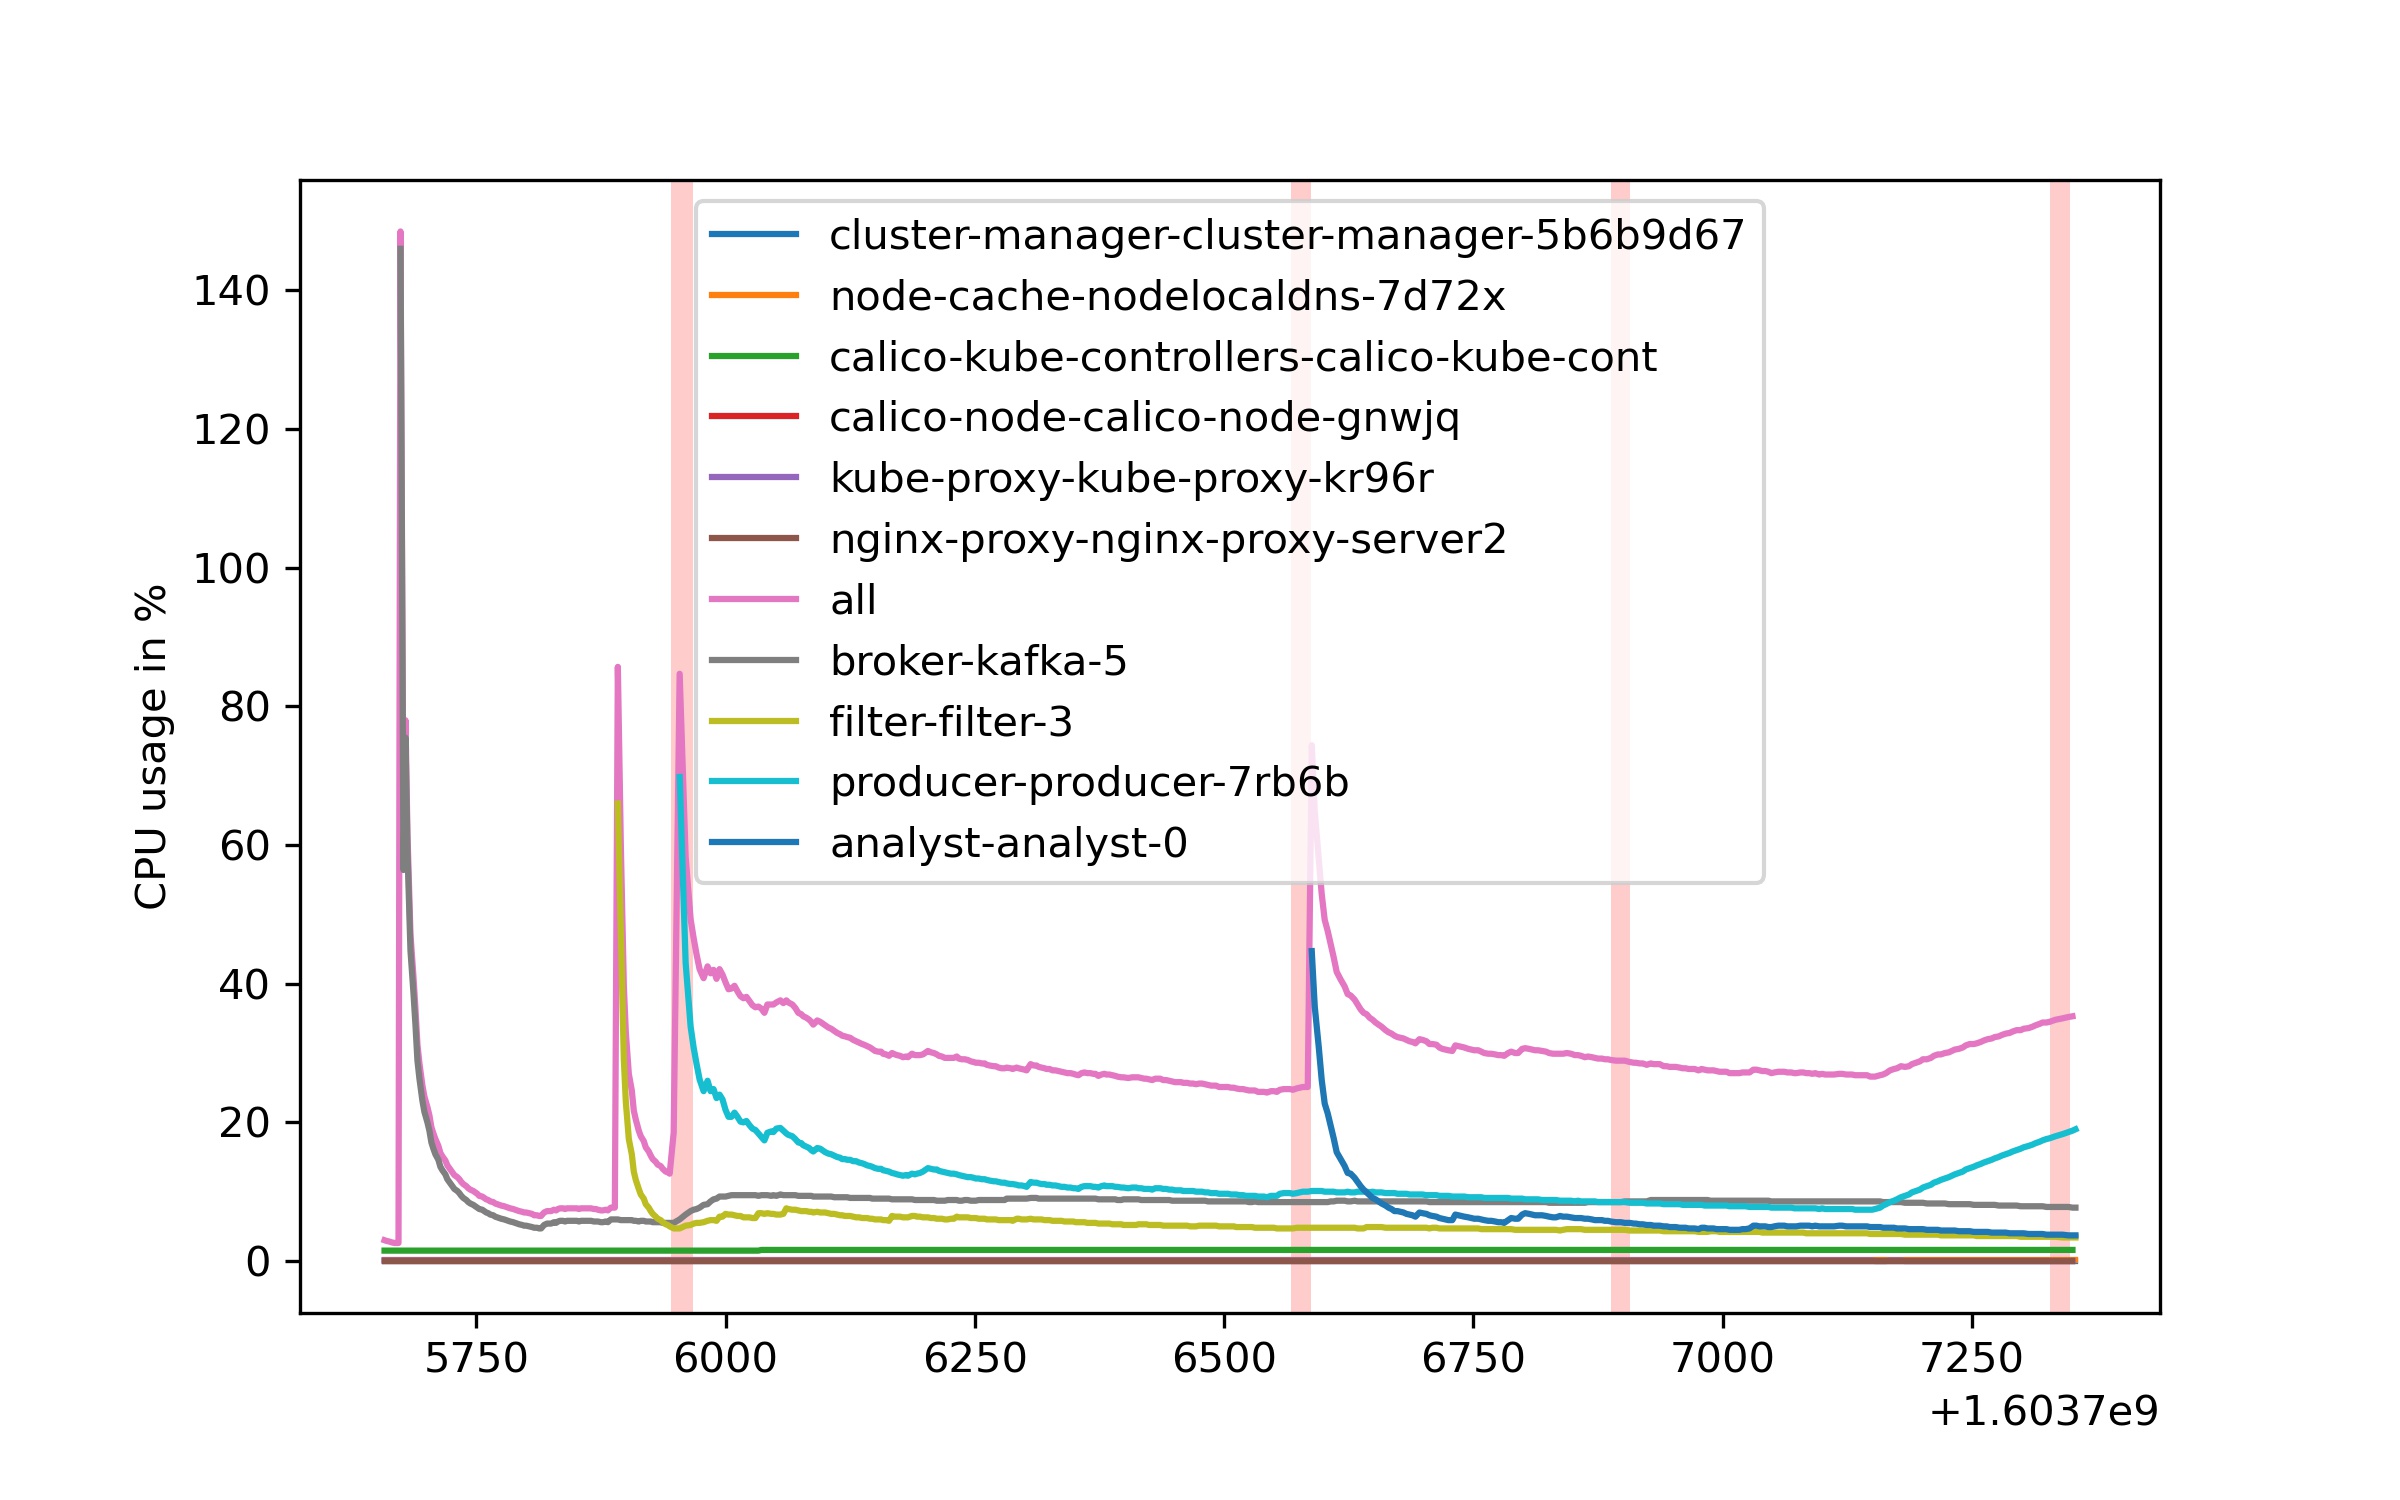 CPU usage in %
140
120
100
80
60
40
20
0
cluster-manager-cluster-manager-5b6b9d67
node-cache-nodelocaldns-7d72x
calico-kube-controllers-calico-kube-cont
calico-node-calico-node-gnwjq
kube-proxy-kube-proxy-kr96r
nginx-proxy-nginx-proxy-server2
all
broker-kafka-5
filter-filter-3
producer-producer-7rb6b
analyst-analyst-0
5750 6000 6250 6500 6750 7000 7250
+1.6037e9